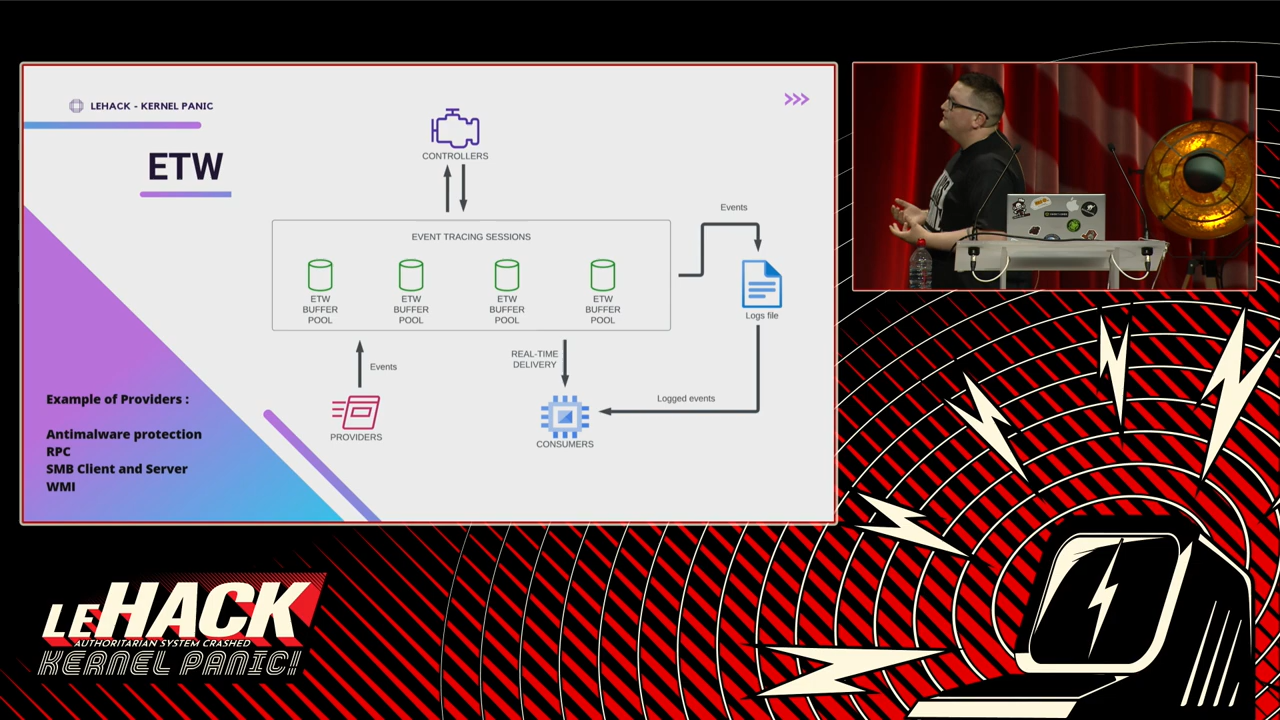 LEHACK - KERNEL PANIC
ETW
CONTROLLERS
EVENT TRACING SESSIONS
ETW
BUFFER
POOL
ETW
BUFFER
POOL
ETW
BUFFER
POOL
ETW
BUFFER
POOL
Events
Logs file
Events
REAL-TIME
DELIVERY
Logged events
PROVIDERS
CONSUMERS
Example of Providers :
Antimalware protection
RPC
SMB Client and Server
WMI
LEHACK
AUTHORITARIAN SYSTEM CRASHED
KERNEL PANIC!